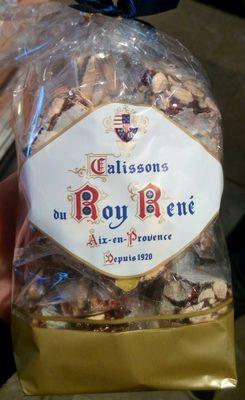 Calissons
du Roy René
Aix-en-Provence
Depuis 1920